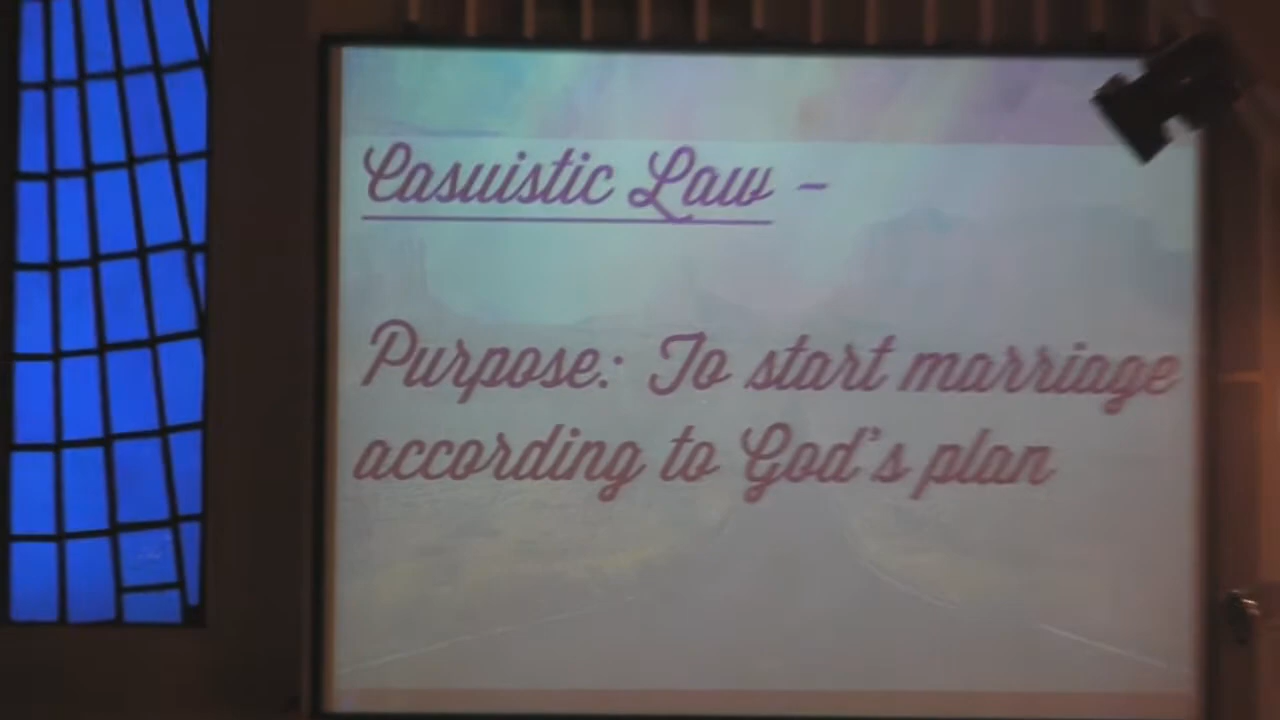 Casuistic Law -
Purpose: To start marriage
according to God's plan